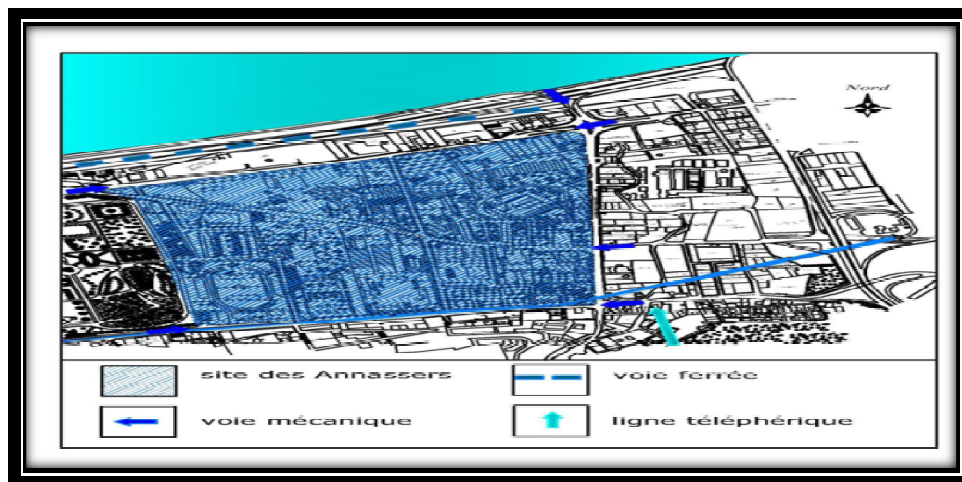 Nord
site des Annassers
voie ferrée
voie mécanique
ligne téléphérique